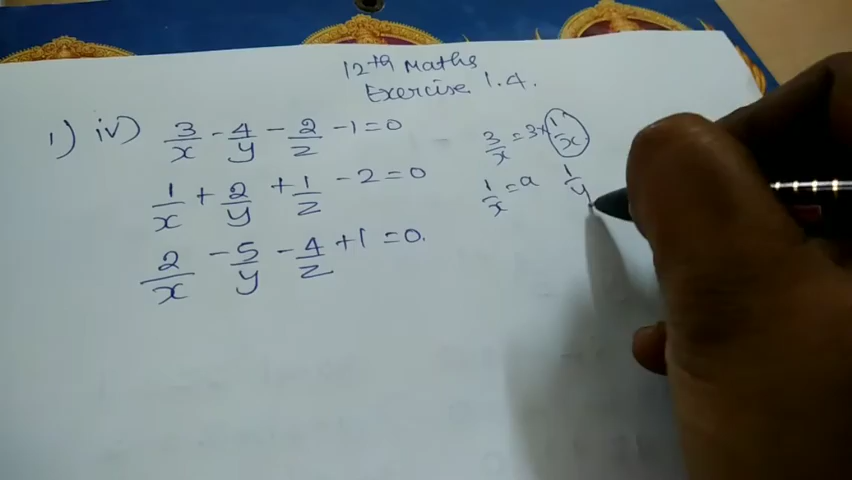 12th Maths
Exercise 1.4.
1) iv) 3/x - 4/y - 2/z - 1 = 0
1/x + 2/y + 1/z - 2 = 0
2/x - 5/y - 4/z + 1 = 0.
3/x = 3 × 1/x
1/x = a 1/y